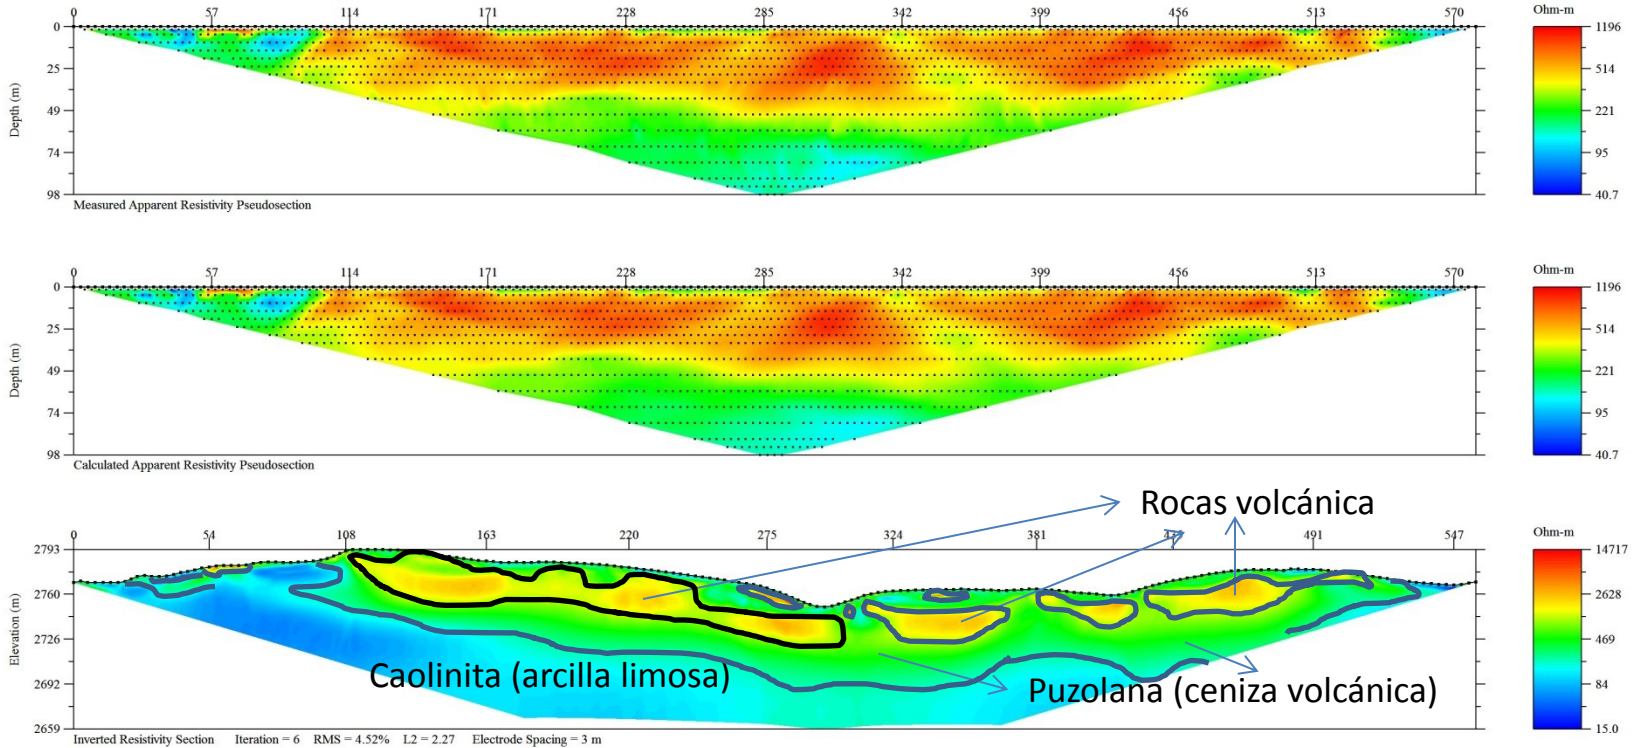 0 57 114 171 228 285 342 399 456 513 570 Ohm-m
0 1196
25 514
49 221
74 95
98 40.7
Depth (m)
Measured Apparent Resistivity Pseudosection
0 57 114 171 228 285 342 399 456 513 570 Ohm-m
0 1196
25 514
49 221
74 95
98 40.7
Depth (m)
Calculated Apparent Resistivity Pseudosection
Rocas volcánica
0 54 108 163 220 275 324 381 491 547 Ohm-m
2793 14717
2760 2628
2726 469
2692 84
2659 15.0
Elevation (m)
Caolinita (arcilla limosa)
Puzolana (ceniza volcánica)
Inverted Resistivity Section Iteration = 6 RMS = 4.52% L2 = 2.27 Electrode Spacing = 3 m